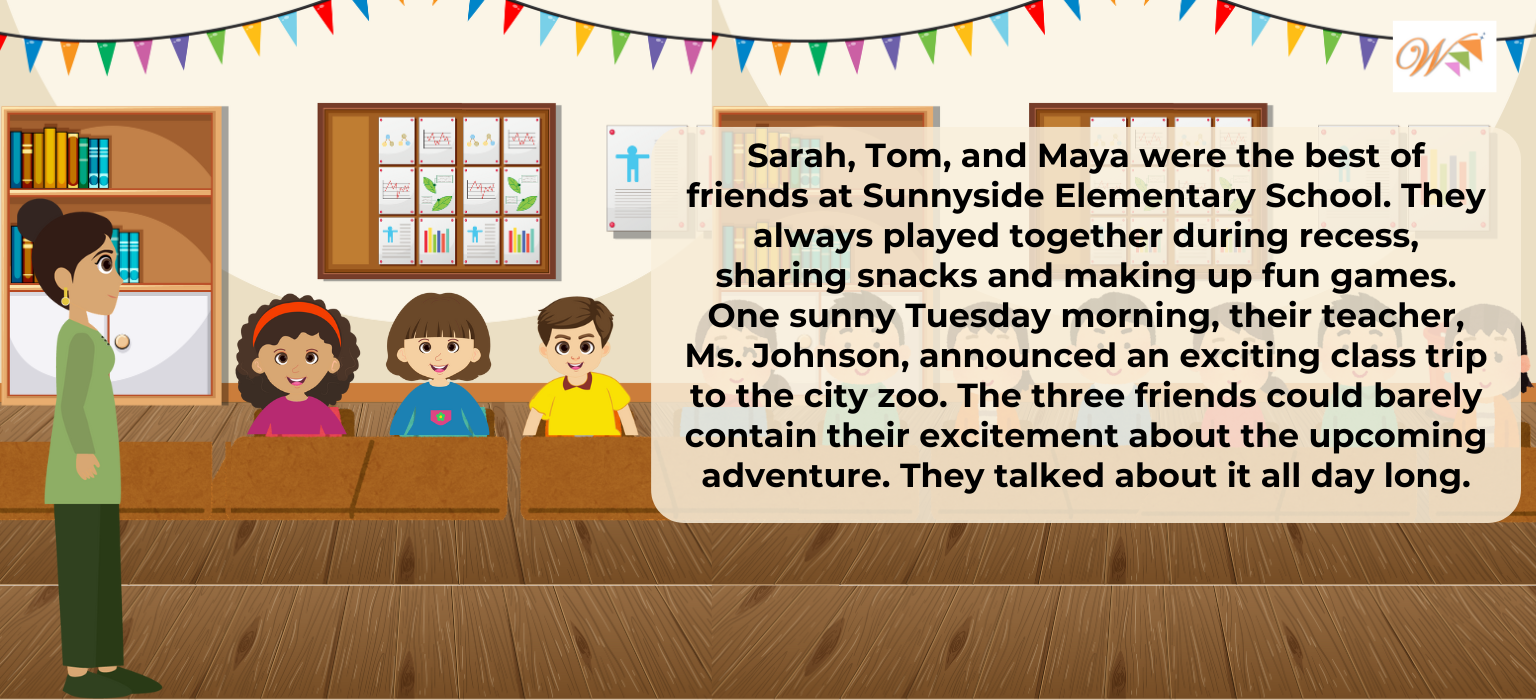 W
Sarah, Tom, and Maya were the best of
friends at Sunnyside Elementary School. They
always played together during recess,
sharing snacks and making up fun games.
One sunny Tuesday morning, their teacher,
Ms. Johnson, announced an exciting class trip
to the city zoo. The three friends could barely
contain their excitement about the upcoming
adventure. They talked about it all day long.